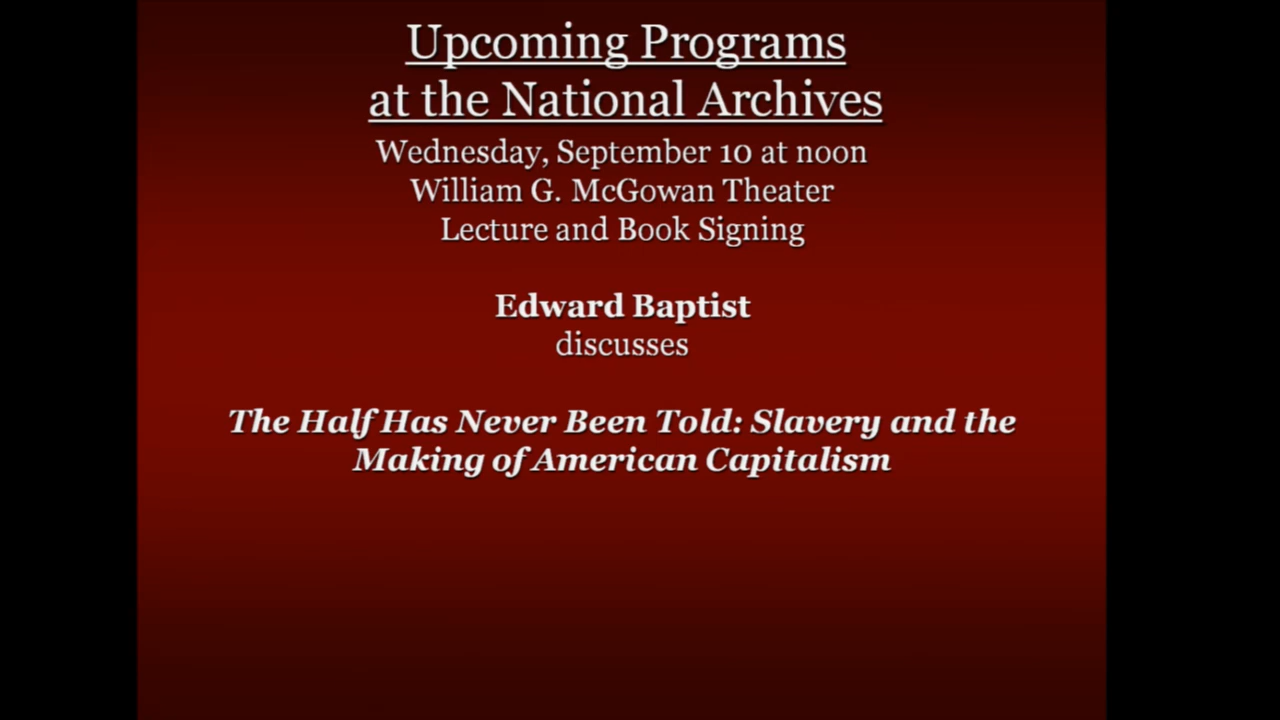 Upcoming Programs
at the National Archives
Wednesday, September 10 at noon
William G. McGowan Theater
Lecture and Book Signing
Edward Baptist
discusses
The Half Has Never Been Told: Slavery and the
Making of American Capitalism